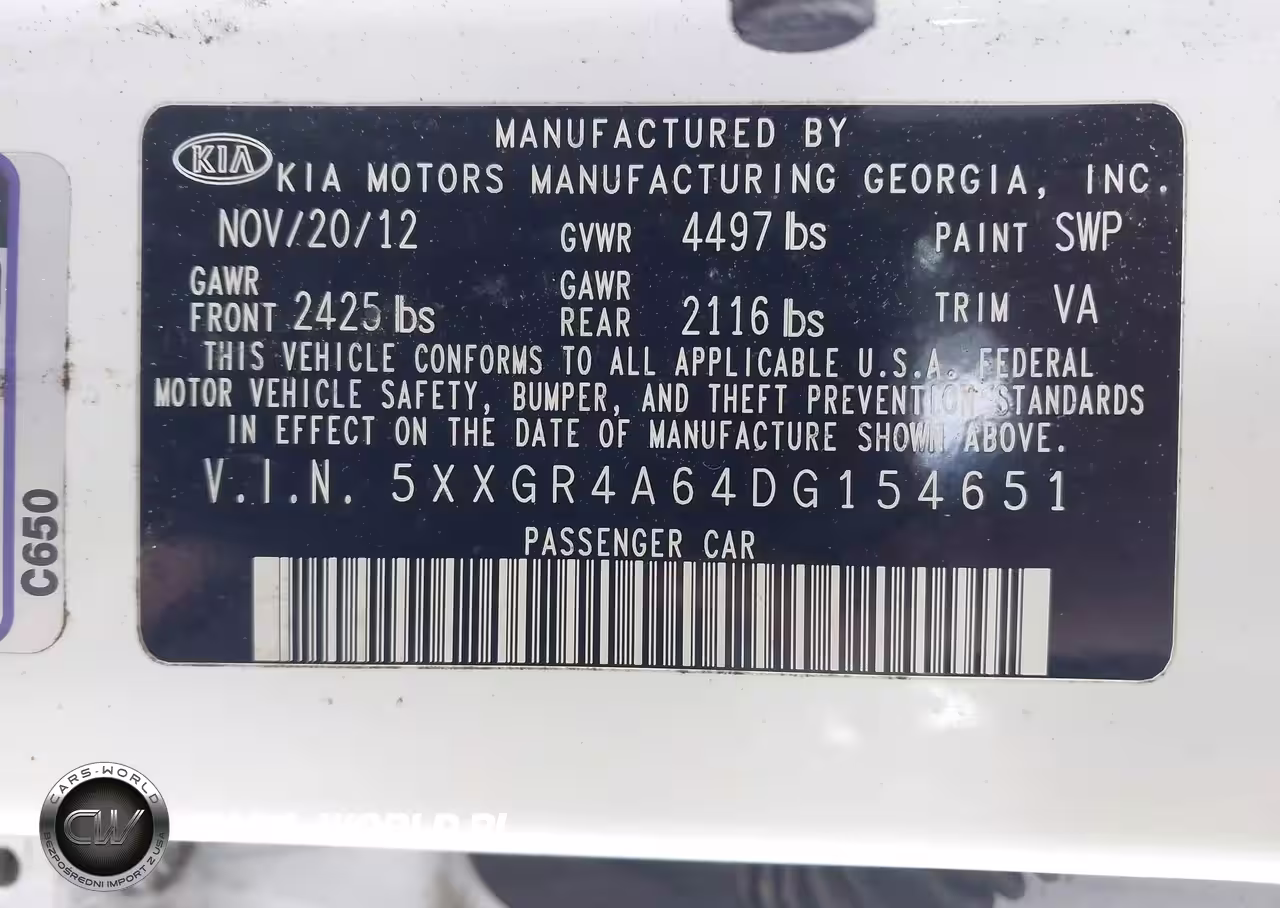 MANUFACTURED BY
KIA
KIA MOTORS MANUFACTURING GEORGIA, INC.
NOV/20/12 GVWR 4497 lbs PAINT SWP
GAWR FRONT 2425 lbs GAWR REAR 2116 lbs TRIM VA
THIS VEHICLE CONFORMS TO ALL APPLICABLE U.S.A. FEDERAL
MOTOR VEHICLE SAFETY, BUMPER, AND THEFT PREVENTION STANDARDS
IN EFFECT ON THE DATE OF MANUFACTURE SHOWN ABOVE.
V.I.N. 5XXGR4A64DG154651
PASSENGER CAR
C650
CARS-WORLD
CW
BEZPOŚREDNI IMPORT Z USA